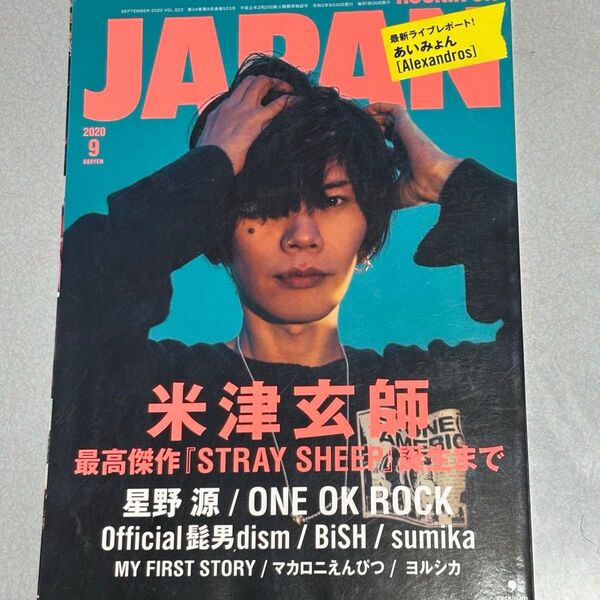 SEPTEMBER 2020 VOL.523
ROCKIN'ON
JAPAN
最新ライブレポート!
あいみょん
[Alexandros]
2020
9
米津玄師
最高傑作『STRAY SHEEP』誕生まで
星野 源 / ONE OK ROCK
Official髭男dism / BiSH / sumika
MY FIRST STORY / マカロニえんぴつ / ヨルシカ